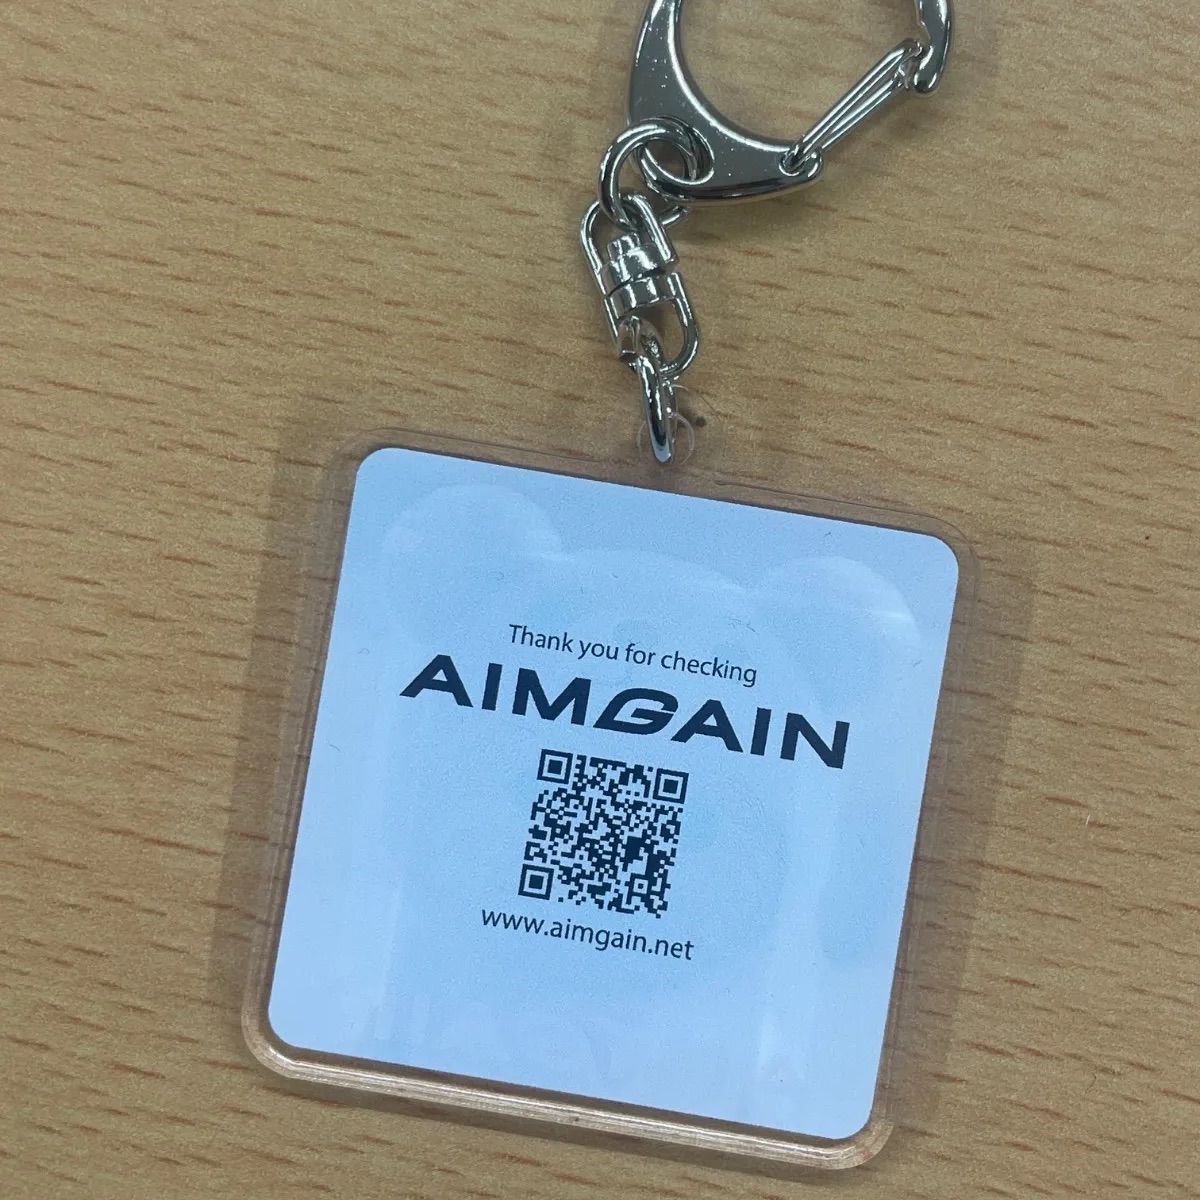 Thank you for checking
AIMGAIN
www.aimgain.net